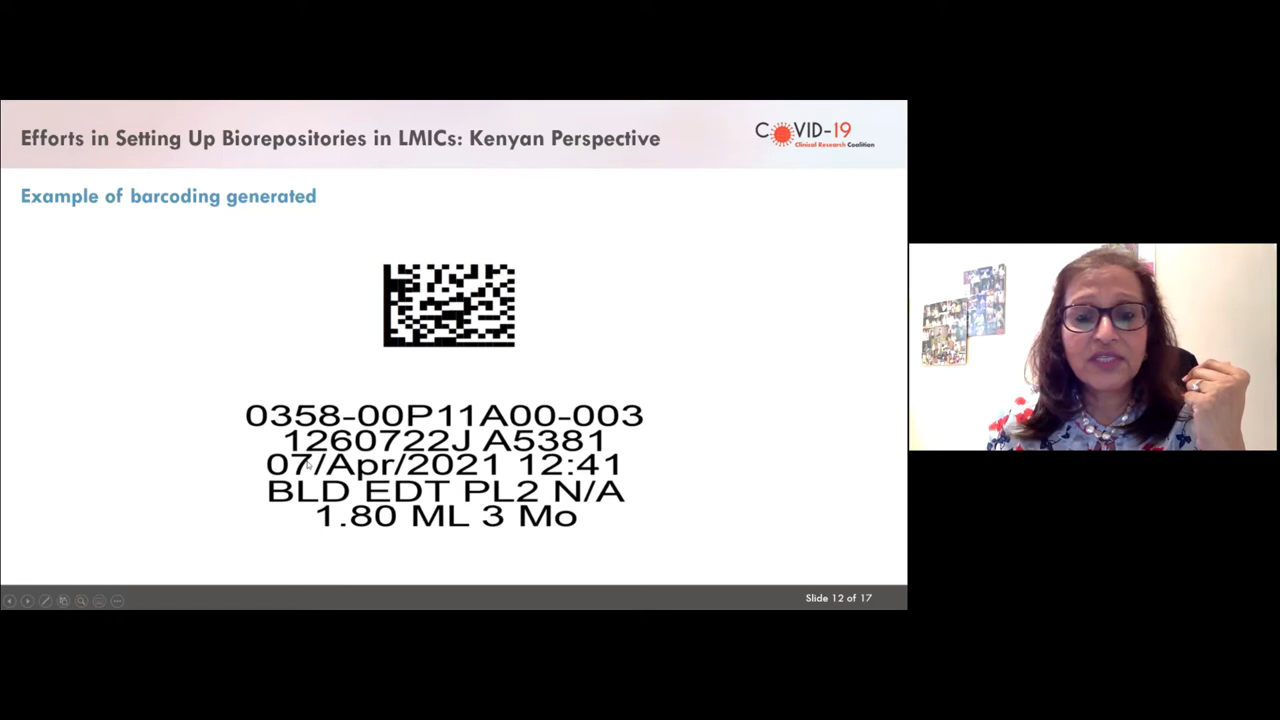 Efforts in Setting Up Biorepositories in LMICs: Kenyan Perspective
COVID-19
Clinical Research Coalition
Example of barcoding generated
0358-00P11A00-003
1260722J A5381
07/Apr/2021 12:41
BLD EDT PL2 N/A
1.80 ML 3 Mo
Slide 12 of 17